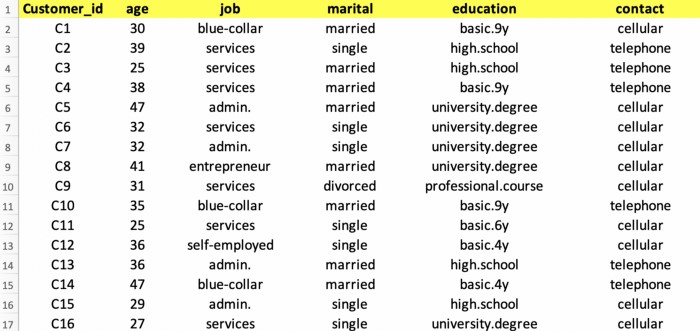 1 Customer_id age job marital education contact
2 C1 30 blue-collar married basic.9y cellular
3 C2 39 services single high.school telephone
4 C3 25 services married high.school telephone
5 C4 38 services married basic.9y telephone
6 C5 47 admin. married university.degree cellular
7 C6 32 services single university.degree cellular
8 C7 32 admin. single university.degree cellular
9 C8 41 entrepreneur married university.degree cellular
10 C9 31 services divorced professional.course cellular
11 C10 35 blue-collar married basic.9y telephone
12 C11 25 services single basic.6y cellular
13 C12 36 self-employed single basic.4y cellular
14 C13 36 admin. married high.school telephone
15 C14 47 blue-collar married basic.4y telephone
16 C15 29 admin. single high.school cellular
17 C16 27 services single university.degree cellular